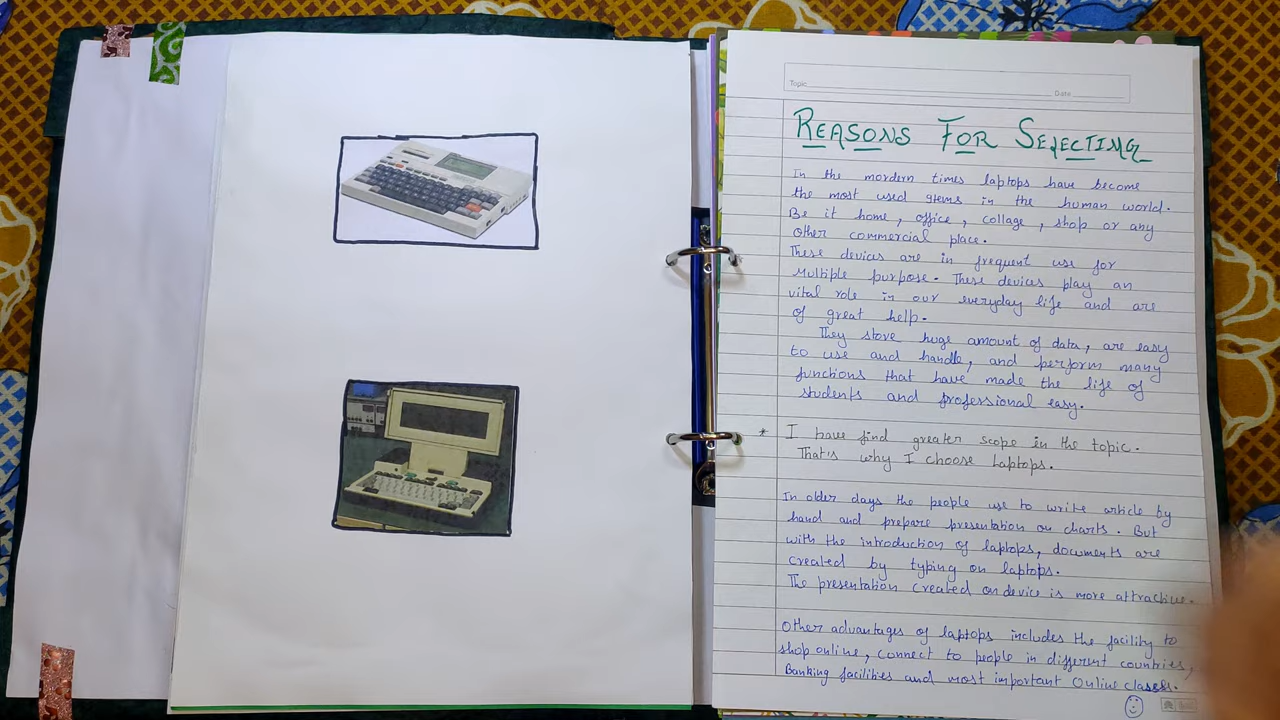 Topic Date
REASONS FOR SELECTING
In the mordern times laptops have become
the most used items in the human world.
Be it home, office, collage, shop or any
other commercial place.
These devices are in frequent use for
multiple purpose. These devices play an
vital role in our everyday life and are
of great help.
They store huge amount of data, are easy
to use and handle, and perform many
functions that have made the life of
students and professional easy.
* I have find greater scope in the topic.
That's why I choose Laptops.
In older days the people use to write article by
hand and prepare presentation on charts. But
with the introduction of laptops, documents are
created by typing on laptops.
The presentation created on device is more attractive.
Other advantages of laptops includes the facility to
shop online, connect to people in different countries,
Banking facilities and most important Online classes.